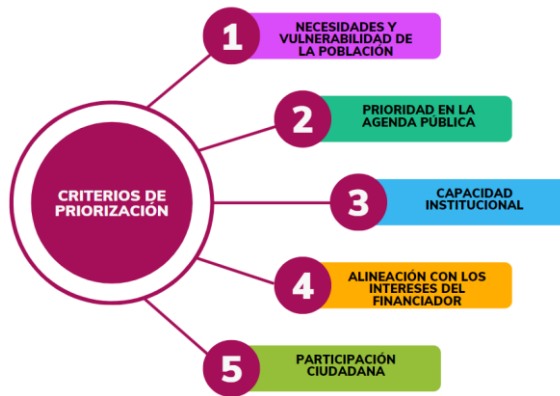 1
NECESIDADES Y
VULNERABILIDAD DE
LA POBLACIÓN
2
PRIORIDAD EN LA
AGENDA PÚBLICA
CRITERIOS DE
PRIORIZACIÓN
3
CAPACIDAD
INSTITUCIONAL
4
ALINEACIÓN CON LOS
INTERESES DEL
FINANCIADOR
5
PARTICIPACIÓN
CIUDADANA